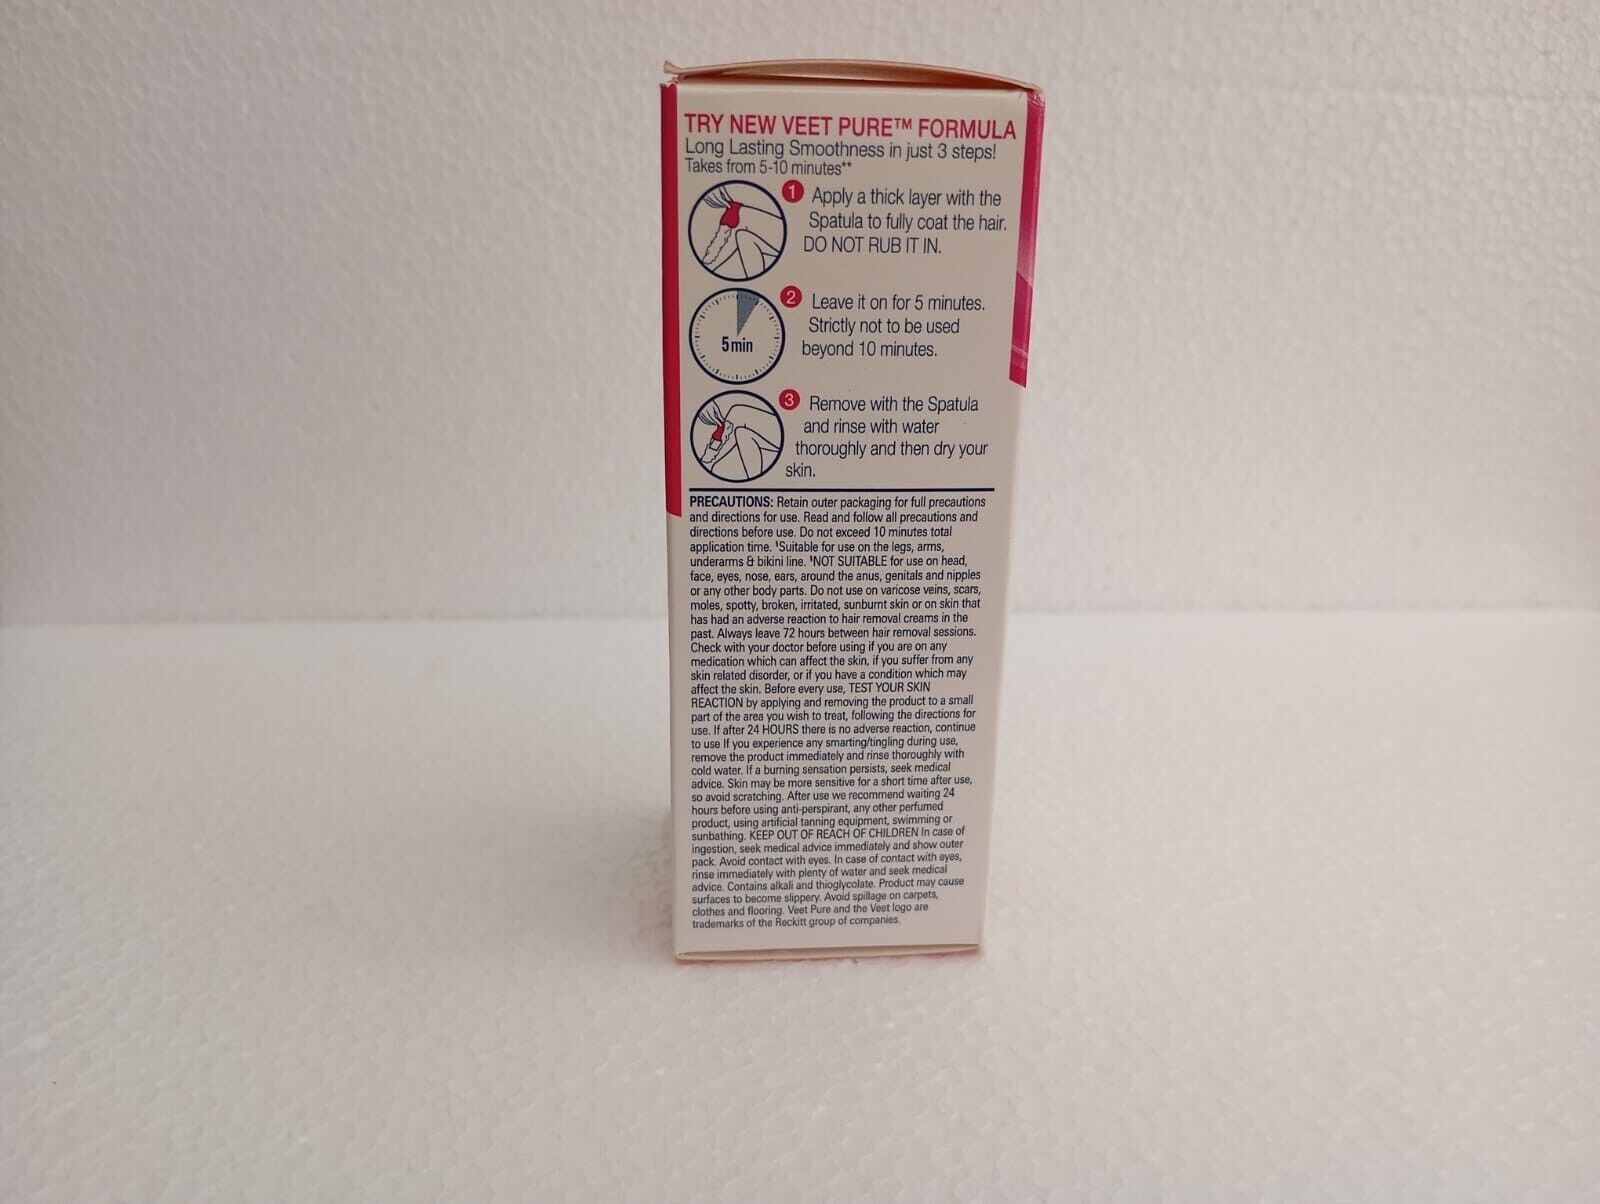 TRY NEW VEET PURE™ FORMULA
Long Lasting Smoothness in just 3 steps!
Takes from 5-10 minutes**
1 Apply a thick layer with the
Spatula to fully coat the hair.
DO NOT RUB IT IN.
5 min
2 Leave it on for 5 minutes.
Strictly not to be used
beyond 10 minutes.
3 Remove with the Spatula
and rinse with water
thoroughly and then dry your
skin.
PRECAUTIONS: Retain outer packaging for full precautions
and directions for use. Read and follow all precautions and
directions before use. Do not exceed 10 minutes total
application time. Suitable for use on the legs, arms,
underarms & bikini line. NOT SUITABLE for use on head,
face, eyes, nose, ears, around the anus, genitals and nipples
or any other body parts. Do not use on varicose veins, scars,
moles, spotty, broken, irritated, sunburnt skin or on skin that
has had an adverse reaction to hair removal creams in the
past. Always leave 72 hours between hair removal sessions.
Check with your doctor before using if you are on any
medication which can affect the skin, if you suffer from any
skin related disorder, or if you have a condition which may
affect the skin. Before every use, TEST YOUR SKIN
REACTION by applying and removing the product to a small
part of the area you wish to treat, following the directions for
use. If after 24 HOURS there is no adverse reaction, continue
to use If you experience any smarting/tingling during use,
remove the product immediately and rinse thoroughly with
cold water. If a burning sensation persists, seek medical
advice. Skin may be more sensitive for a short time after use,
so avoid scratching. After use we recommend waiting 24
hours before using anti-perspirant, any other perfumed
product, using artificial tanning equipment, swimming or
sunbathing. KEEP OUT OF REACH OF CHILDREN In case of
ingestion, seek medical advice immediately and show outer
pack. Avoid contact with eyes. In case of contact with eyes,
rinse immediately with plenty of water and seek medical
advice. Contains alkali and thioglycolate. Product may cause
surfaces to become slippery. Avoid spillage on carpets,
clothes and flooring. Veet Pure and the Veet logo are
trademarks of the Reckitt group of companies.